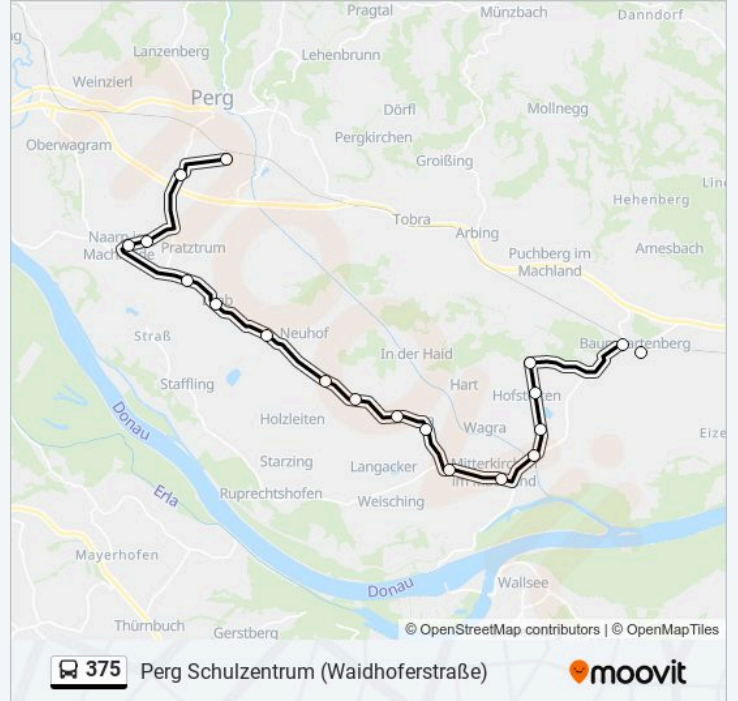 Pragtal
Münzbach
Danndorf
Lanzenberg
Lehenbrunn
Weinzierl
Perg
Dörfl
Mollnegg
Pergkirchen
Oberwagram
Groißing
Hehenberg
Tobra
Arbing
Amesbach
Pratztrum
Puchberg im
Machland
Straß
Neuhof
In der Haid
Staffling
Hart
Holzleiten
Wagra
Donau
Starzing
Langacker
Ruprechtshofen
Weisching
Erla
Mayerhofen
Donau
Wallsee
Thürnbuch
Gerstberg
© OpenStreetMap contributors | © OpenMapTiles
375 Perg Schulzentrum (Waidhoferstraße)
moovit